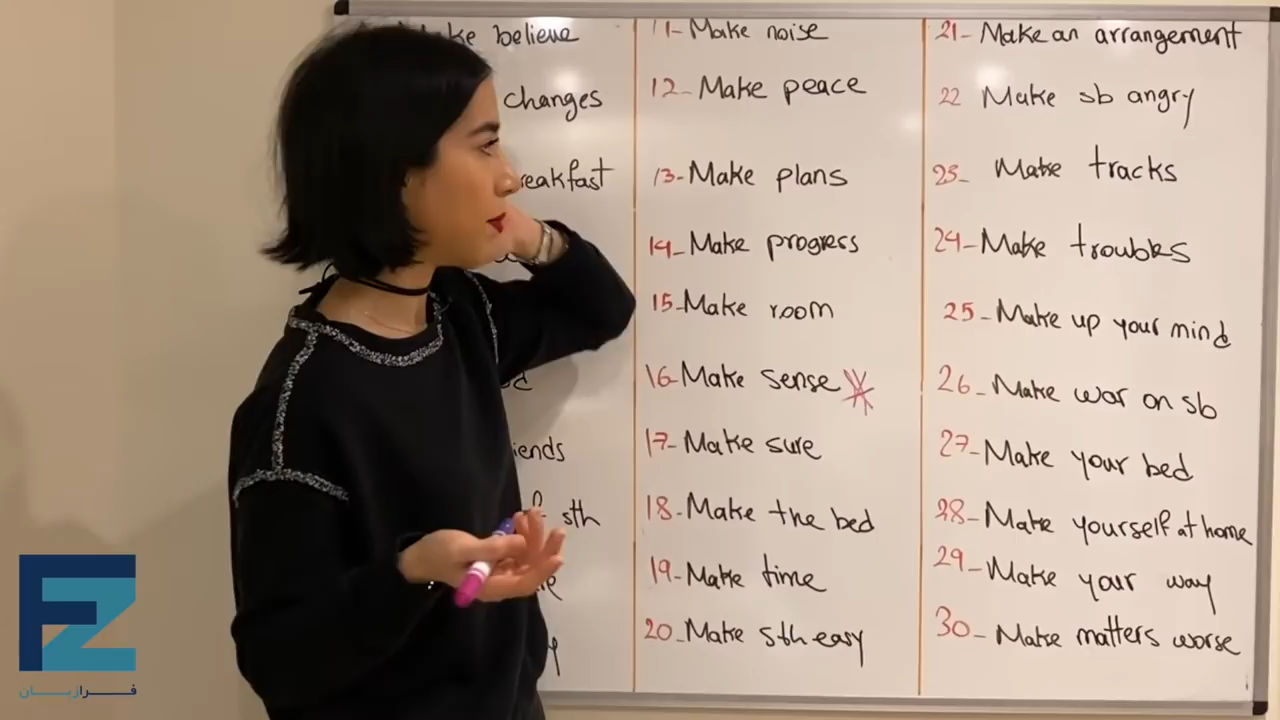 Make believe
changes
reakfast
iends
sth
11- Make noise
12- Make peace
13- Make plans
14- Make progress
15- Make room
16- Make sense
17- Make sure
18- Make the bed
19- Make time
20- Make sth easy
21- Make an arrangement
22 Make sb angry
23- Make tracks
24- Make troubles
25- Make up your mind
26- Make war on sb
27- Make your bed
28- Make yourself at home
29- Make your way
30- Make matters worse
FZ
فرازبان